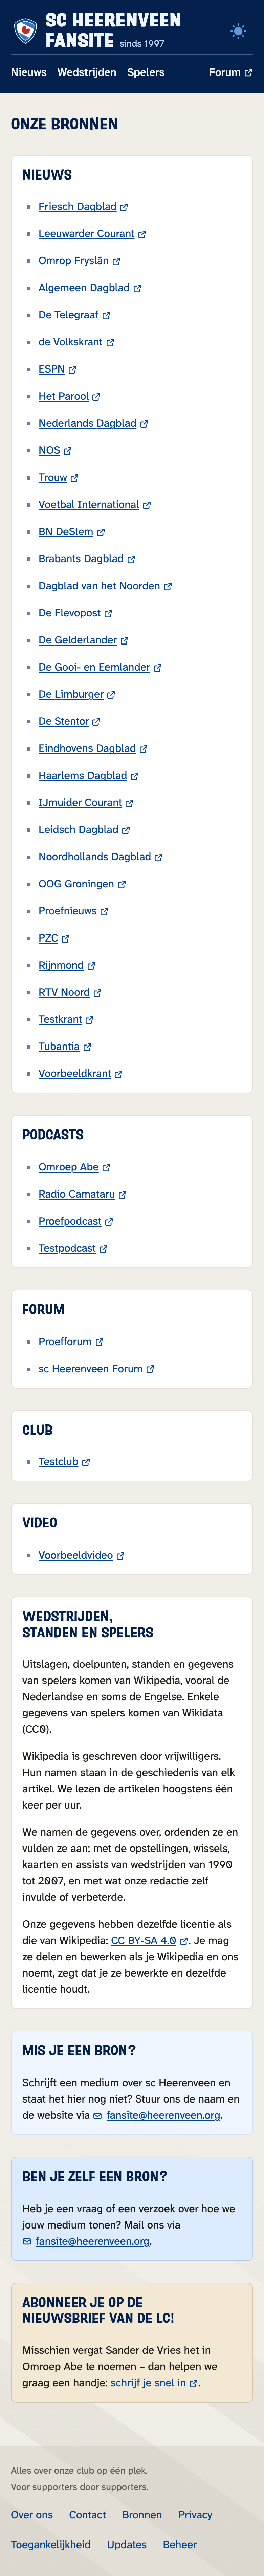 SC HEERENVEEN
FANSITE sinds 1997
Nieuws Wedstrijden Spelers Forum
ONZE BRONNEN
NIEUWS
Friesch Dagblad
Leeuwarder Courant
Omrop Fryslân
Algemeen Dagblad
De Telegraaf
de Volkskrant
ESPN
Het Parool
Nederlands Dagblad
NOS
Trouw
Voetbal International
BN DeStem
Brabants Dagblad
Dagblad van het Noorden
De Flevopost
De Gelderlander
De Gooi- en Eemlander
De Limburger
De Stentor
Eindhovens Dagblad
Haarlems Dagblad
IJmuider Courant
Leidsch Dagblad
Noordhollands Dagblad
OOG Groningen
Proefnieuws
PZC
Rijnmond
RTV Noord
Testkrant
Tubantia
Voorbeeldkrant
PODCASTS
Omroep Abe
Radio Camataru
Proefpodcast
Testpodcast
FORUM
Proefforum
sc Heerenveen Forum
CLUB
Testclub
VIDEO
Voorbeeldvideo
WEDSTRIJDEN,
STANDEN EN SPELERS
Uitslagen, doelpunten, standen en gegevens
van spelers komen van Wikipedia, vooral de
Nederlandse en soms de Engelse. Enkele
gegevens van spelers komen van Wikidata
(CC0).
Wikipedia is geschreven door vrijwilligers.
Hun namen staan in de geschiedenis van elk
artikel. We lezen de artikelen hoogstens één
keer per uur.
We namen de gegevens over, ordenden ze en
vulden ze aan: met de opstellingen, wissels,
kaarten en assists van wedstrijden van 1990
tot 2007, en met wat onze redactie zelf
invulde of verbeterde.
Onze gegevens hebben dezelfde licentie als
die van Wikipedia: CC BY-SA 4.0. Je mag
ze delen en bewerken als je Wikipedia en ons
noemt, zegt dat je ze bewerkte en dezelfde
licentie houdt.
MIS JE EEN BRON?
Schrijft een medium over sc Heerenveen en
staat het hier nog niet? Stuur ons de naam en
de website via fansite@heerenveen.org.
BEN JE ZELF EEN BRON?
Heb je een vraag of een verzoek over hoe we
jouw medium tonen? Mail ons via
fansite@heerenveen.org.
ABONNEER JE OP DE
NIEUWSBRIEF VAN DE LC!
Misschien vergat Sander de Vries het in
Omroep Abe te noemen – dan helpen we
graag een handje: schrijf je snel in.
Alles over onze club op één plek.
Voor supporters door supporters.
Over ons Contact Bronnen Privacy
Toegankelijkheid Updates Beheer